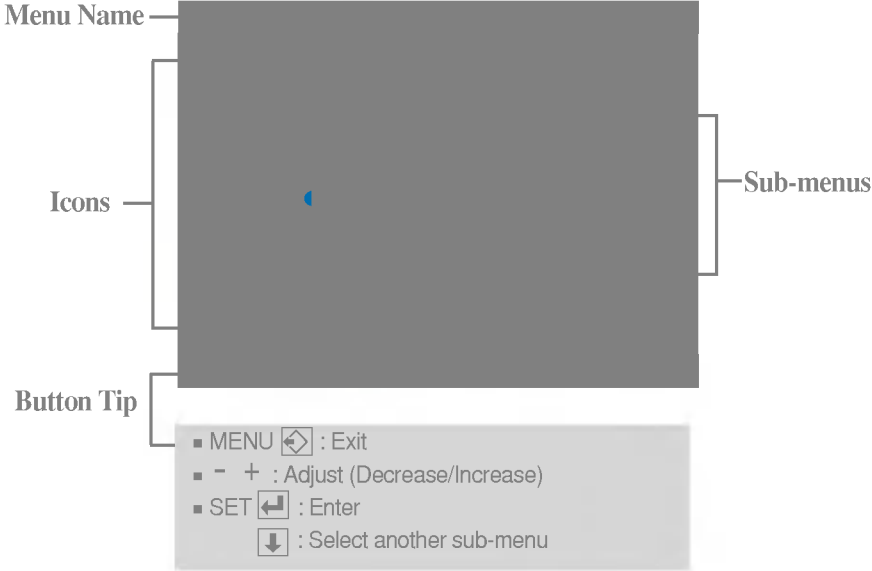 Menu Name
Icons
Sub-menus
Button Tip
MENU : Exit
- + : Adjust (Decrease/Increase)
SET : Enter
: Select another sub-menu